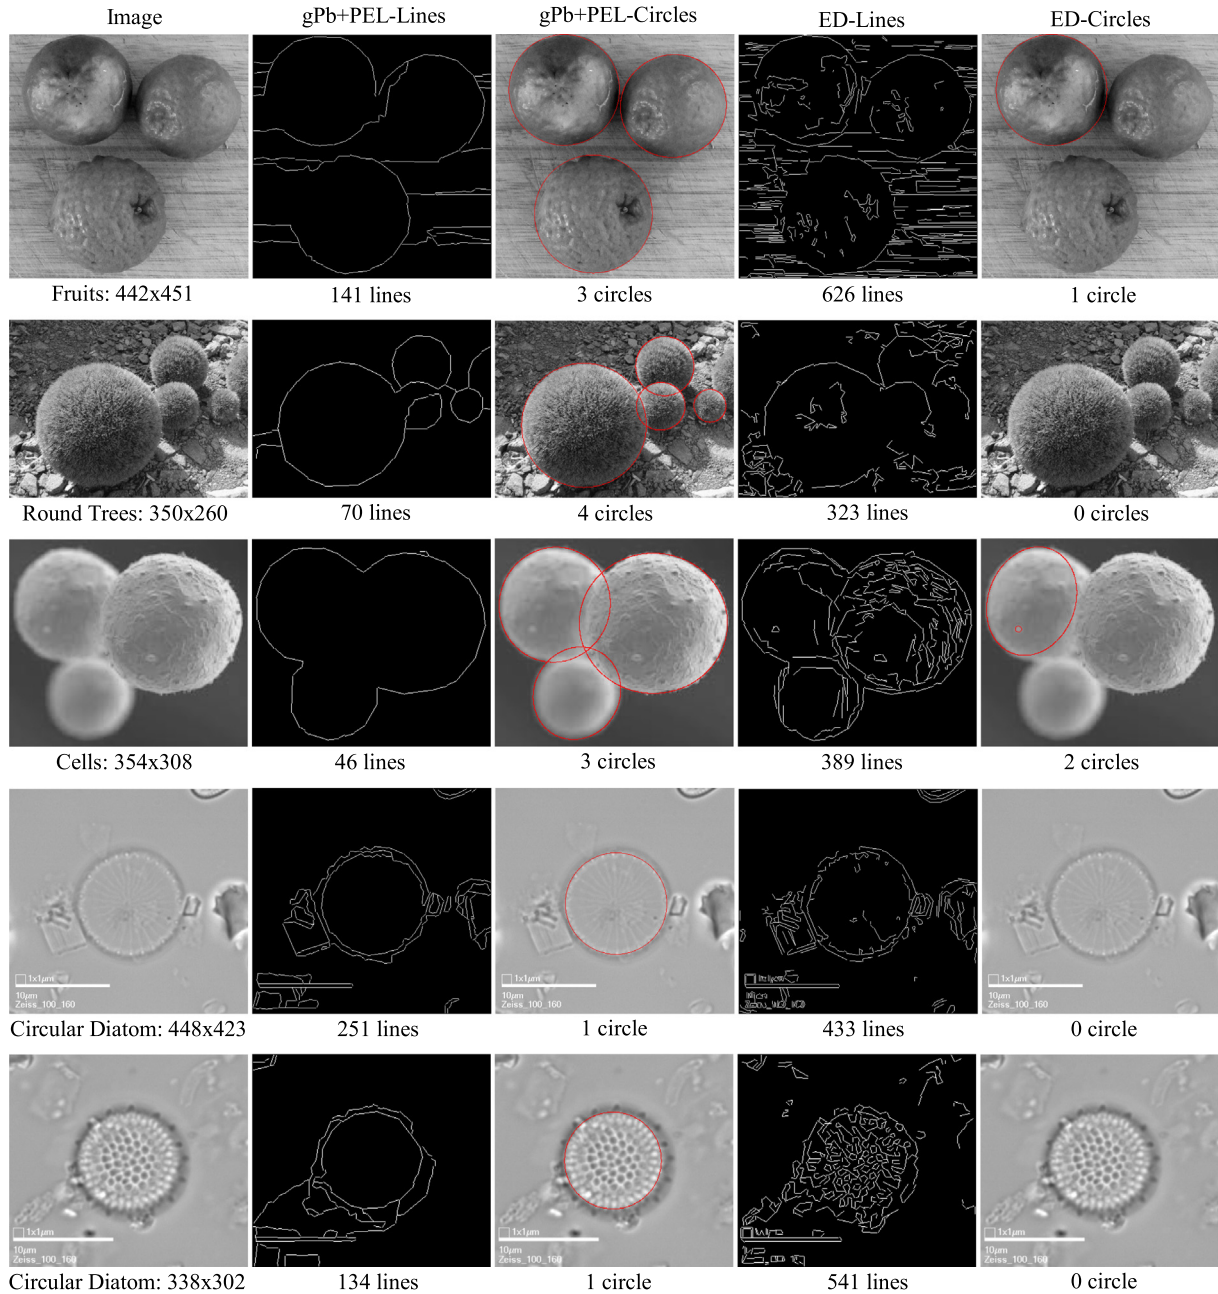 Image gPb+PEL-Lines gPb+PEL-Circles ED-Lines ED-Circles
Fruits: 442x451 141 lines 3 circles 626 lines 1 circle
Round Trees: 350x260 70 lines 4 circles 323 lines 0 circles
Cells: 354x308 46 lines 3 circles 389 lines 2 circles
1x1µm 1x1µm 1x1µm
10µm 10µm 10µm
Zeiss_100_160 Zeiss_100_160 Zeiss_100_160
Circular Diatom: 448x423 251 lines 1 circle 433 lines 0 circle
1x1µm 1x1µm 1x1µm
10µm 10µm 10µm
Zeiss_100_160 Zeiss_100_160 Zeiss_100_160
Circular Diatom: 338x302 134 lines 1 circle 541 lines 0 circle